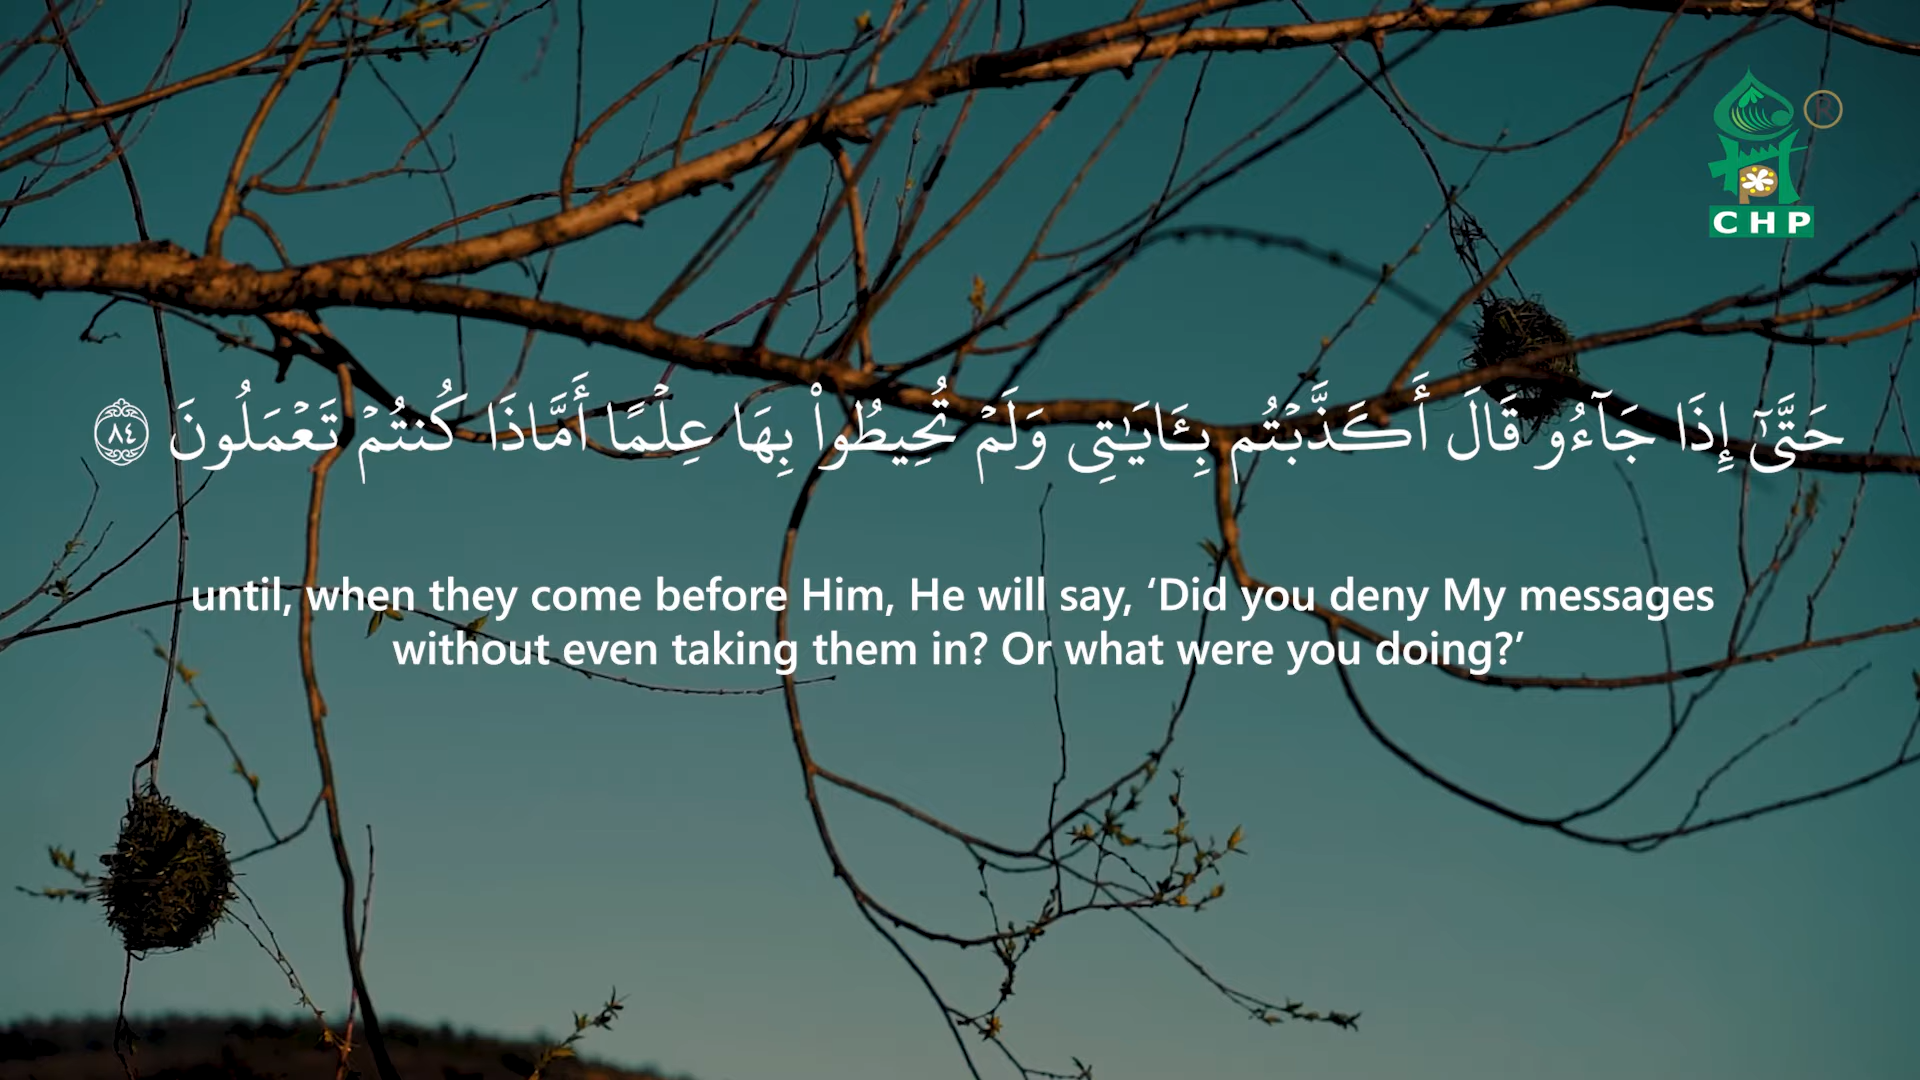 CHP
®
حَتَّىٰٓ إِذَا جَآءُو قَالَ أَكَذَّبْتُم بِـَٔايَـٰتِى وَلَمْ تُحِيطُوا۟ بِهَا عِلْمًا أَمَّاذَا كُنتُمْ تَعْمَلُونَ ٨٤
until, when they come before Him, He will say, ‘Did you deny My messages
without even taking them in? Or what were you doing?’